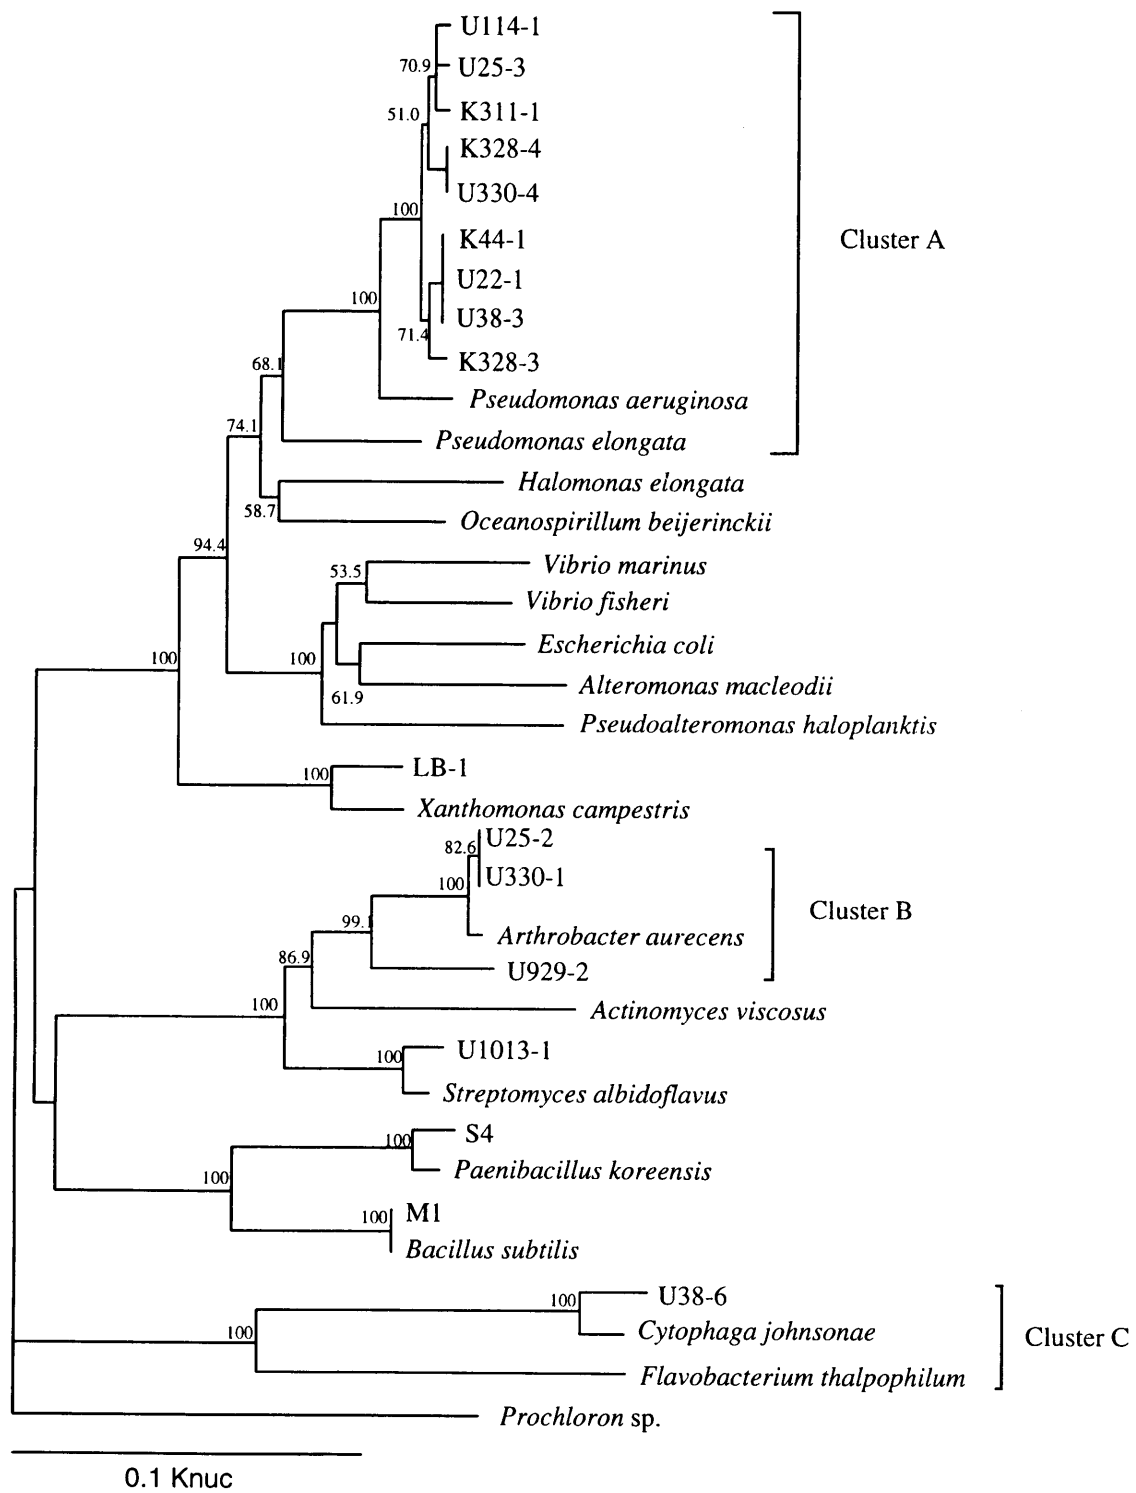 U114-1
70.9
U25-3
51.0
K311-1
K328-4
U330-4
100
K44-1
Cluster A
U22-1
100
U38-3
71.4
K328-3
68.1
Pseudomonas aeruginosa
74.1
Pseudomonas elongata
Halomonas elongata
58.7
Oceanospirillum beijerinckii
94.4
Vibrio marinus
53.5
Vibrio fisheri
Escherichia coli
100
100
Alteromonas macleodii
61.9
Pseudoalteromonas haloplanktis
LB-1
100
Xanthomonas campestris
U25-2
82.6
U330-1
100
Cluster B
99.1
Arthrobacter aurecens
86.9
U929-2
100
Actinomyces viscosus
U1013-1
100
Streptomyces albidoflavus
S4
100
Paenibacillus koreensis
100
M1
100
Bacillus subtilis
U38-6
100
Cytophaga johnsonae
100
Cluster C
Flavobacterium thalpophilum
Prochloron sp.
0.1 Knuc